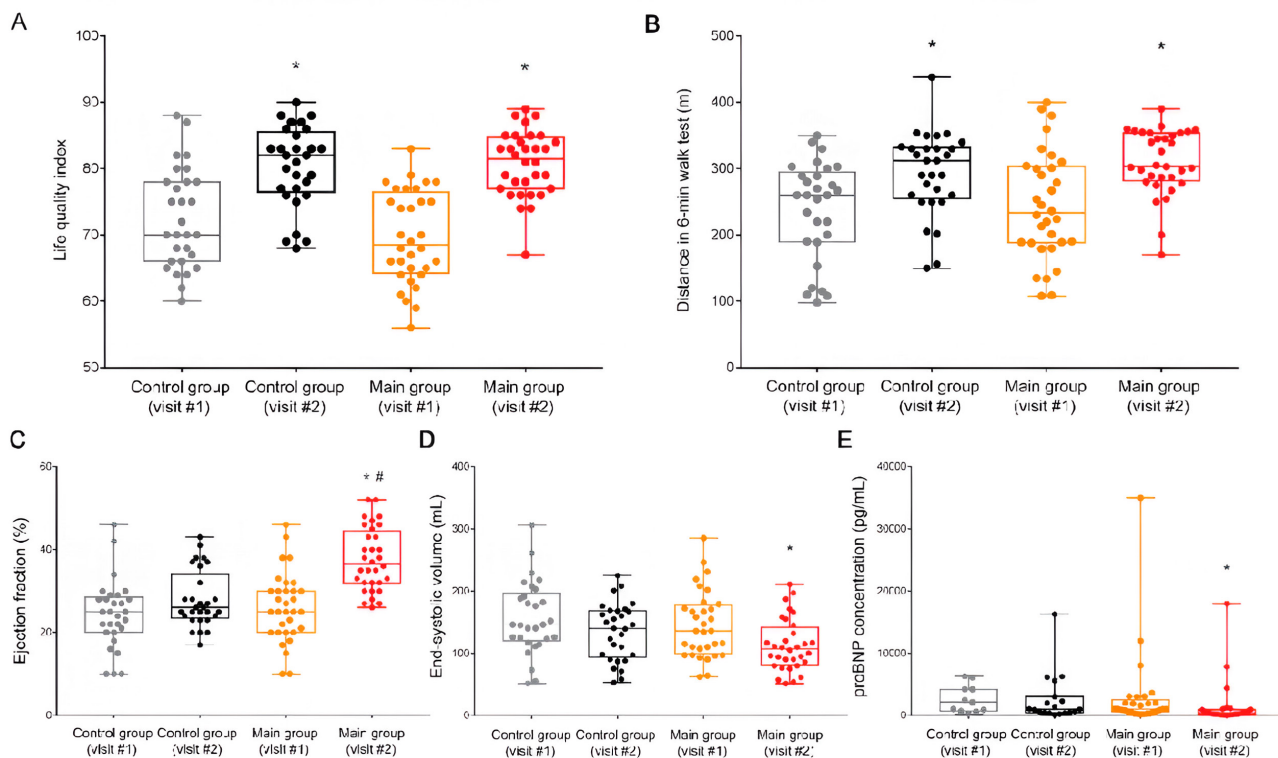 A
Life quality index
100
90
80
70
60
50
*
*
Control group
(visit #1)
Control group
(visit #2)
Main group
(visit #1)
Main group
(visit #2)
B
Distance in 6-min walk test (m)
500
400
300
200
100
0
*
*
Control group
(visit #1)
Control group
(visit #2)
Main group
(visit #1)
Main group
(visit #2)
C
Ejection fraction (%)
60
40
20
0
* #
Control group
(visit #1)
Control group
(visit #2)
Main group
(visit #1)
Main group
(visit #2)
D
End-systolic volume (mL)
400
300
200
100
0
*
Control group
(visit #1)
Control group
(visit #2)
Main group
(visit #1)
Main group
(visit #2)
E
proBNP concentration (pg/mL)
40000
30000
20000
10000
0
*
Control group
(visit #1)
Control group
(visit #2)
Main group
(visit #1)
Main group
(visit #2)